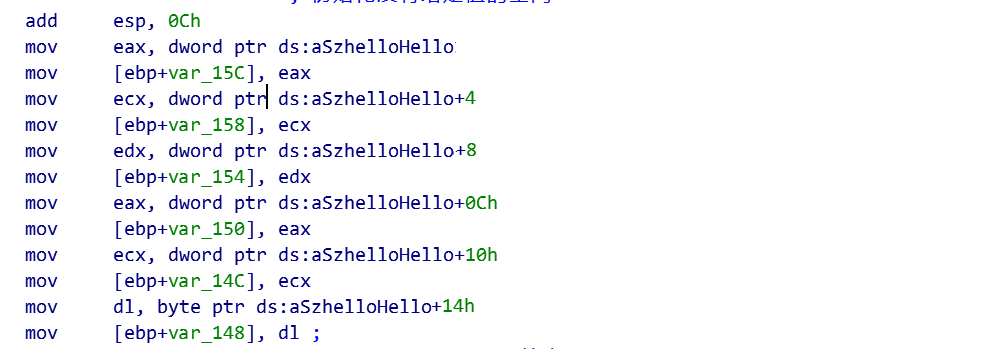 add esp, 0Ch
mov eax, dword ptr ds:aSzhelloHello
mov [ebp+var_15C], eax
mov ecx, dword ptr ds:aSzhelloHello+4
mov [ebp+var_158], ecx
mov edx, dword ptr ds:aSzhelloHello+8
mov [ebp+var_154], edx
mov eax, dword ptr ds:aSzhelloHello+0Ch
mov [ebp+var_150], eax
mov ecx, dword ptr ds:aSzhelloHello+10h
mov [ebp+var_14C], ecx
mov dl, byte ptr ds:aSzhelloHello+14h
mov [ebp+var_148], dl ;